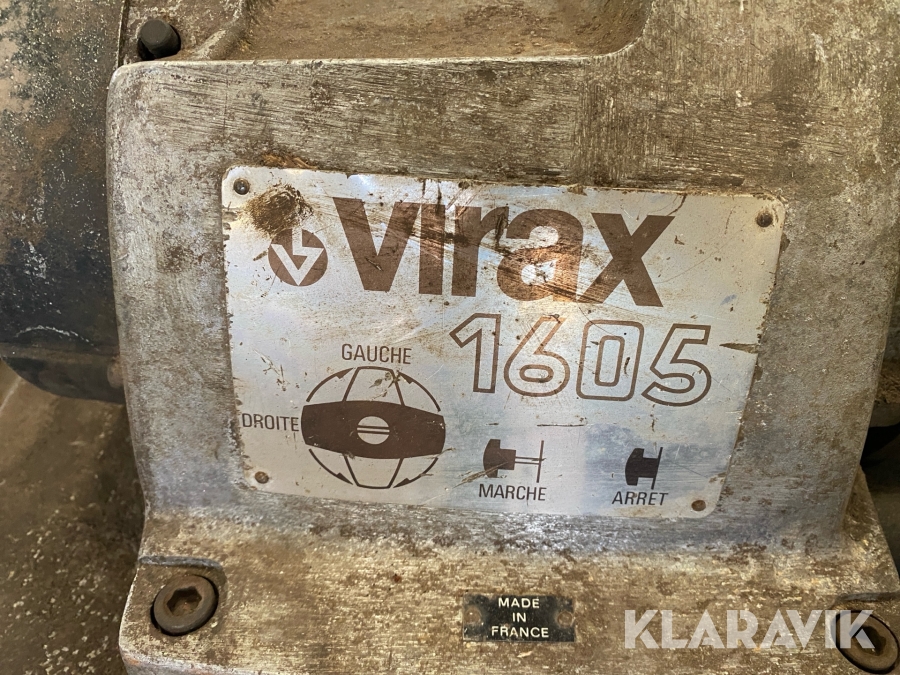 virax
1605
GAUCHE
DROITE
MARCHE
ARRET
MADE
IN
FRANCE
KLARAVIK